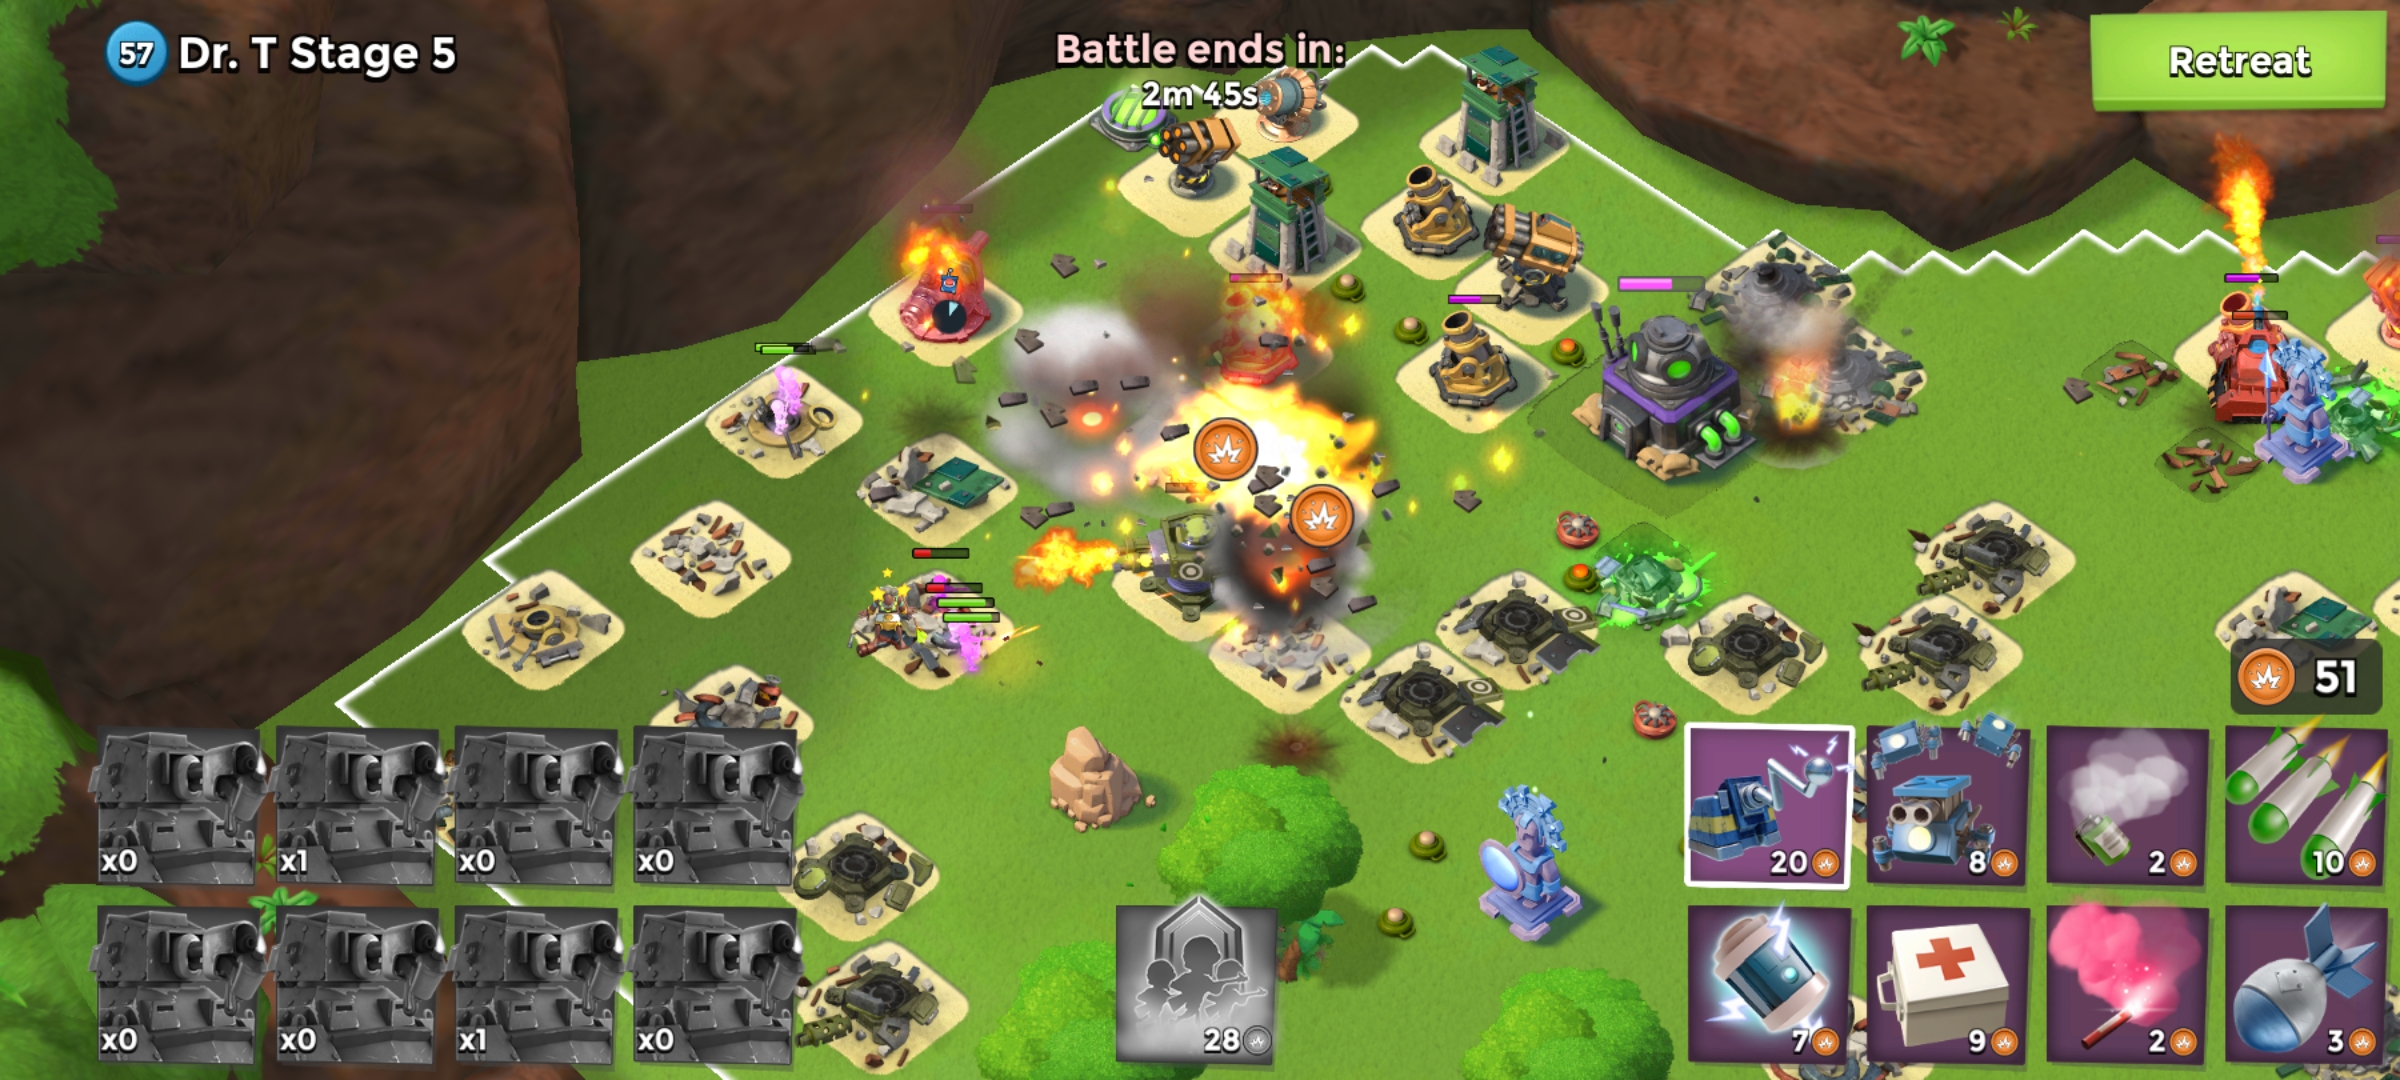 57 Dr. T Stage 5
Battle ends in:
2m 45s
Retreat
51
x0 x1 x0 x0
20 8 2 10
x0 x0 x1 x0
28
7 9 2 3